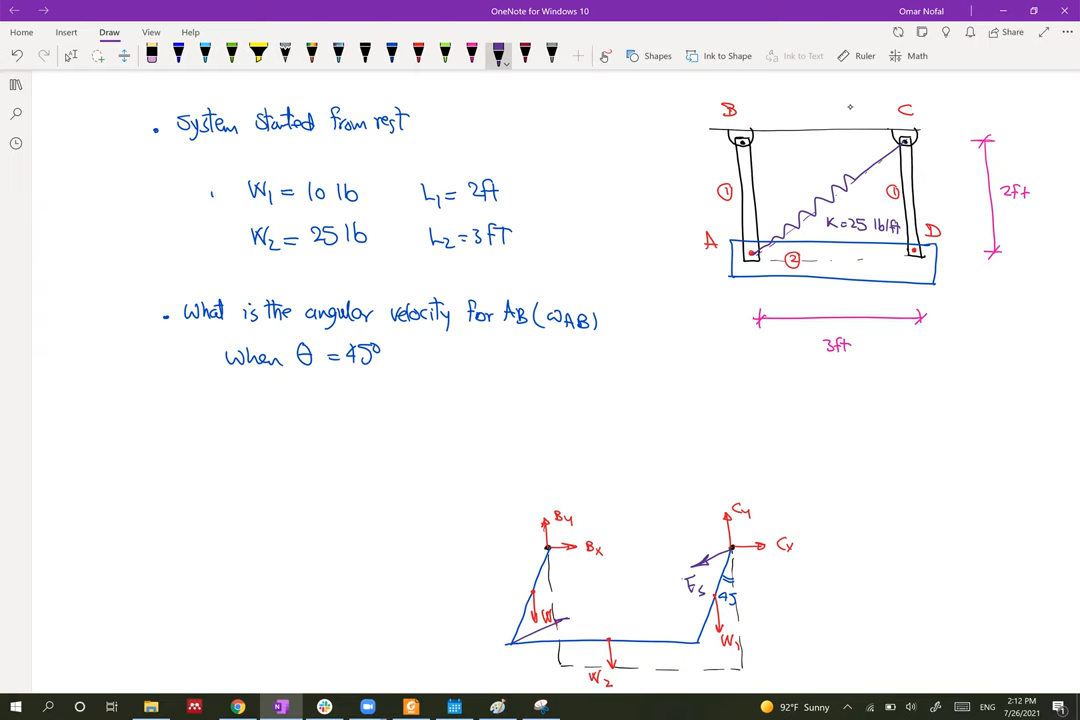 OneNote for Windows 10
Omar Nofal
Home Insert Draw View Help
Shapes Ink to Shape Ink to Text Ruler Math Share
• System started from rest
W1 = 10 lb L1 = 2ft
W2 = 25 lb L2 = 3FT
• What is the angular velocity for AB (ωAB)
when θ = 45°
B C
① ① 2ft
K=25 lb/ft
A D
②
3ft
By Cy
Bx Cx
Fs
45
W1
W1
W2
92°F Sunny ENG 2:12 PM
7/26/2021